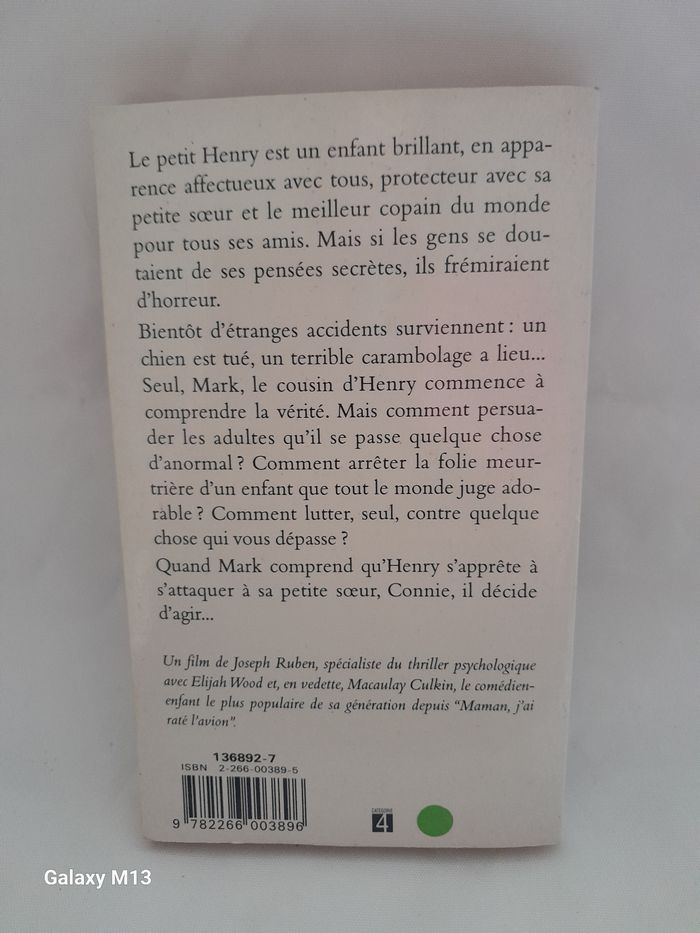 Le petit Henry est un enfant brillant, en appa-
rence affectueux avec tous, protecteur avec sa
petite sœur et le meilleur copain du monde
pour tous ses amis. Mais si les gens se dou-
taient de ses pensées secrètes, ils frémiraient
d'horreur.
Bientôt d'étranges accidents surviennent : un
chien est tué, un terrible carambolage a lieu...
Seul, Mark, le cousin d'Henry commence à
comprendre la vérité. Mais comment persua-
der les adultes qu'il se passe quelque chose
d'anormal ? Comment arrêter la folie meur-
trière d'un enfant que tout le monde juge ado-
rable ? Comment lutter, seul, contre quelque
chose qui vous dépasse ?
Quand Mark comprend qu'Henry s'apprête à
s'attaquer à sa petite sœur, Connie, il décide
d'agir...
Un film de Joseph Ruben, spécialiste du thriller psychologique
avec Elijah Wood et, en vedette, Macaulay Culkin, le comédien-
enfant le plus populaire de sa génération depuis "Maman, j'ai
raté l'avion".
136892-7
ISBN 2-266-00389-5
9 782266 003896
CATÉGORIE
4
Galaxy M13